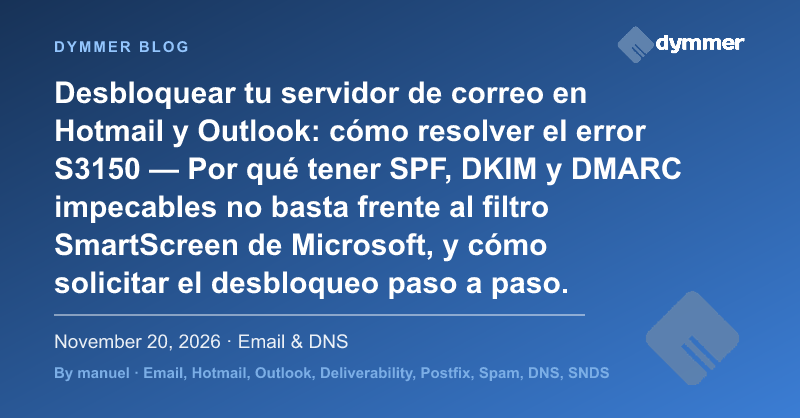 DYMMER BLOG
dymmer
Desbloquear tu servidor de correo en
Hotmail y Outlook: cómo resolver el error
S3150 — Por qué tener SPF, DKIM y DMARC
impecables no basta frente al filtro
SmartScreen de Microsoft, y cómo
solicitar el desbloqueo paso a paso.
November 20, 2026 · Email & DNS
By manuel · Email, Hotmail, Outlook, Deliverability, Postfix, Spam, DNS, SNDS